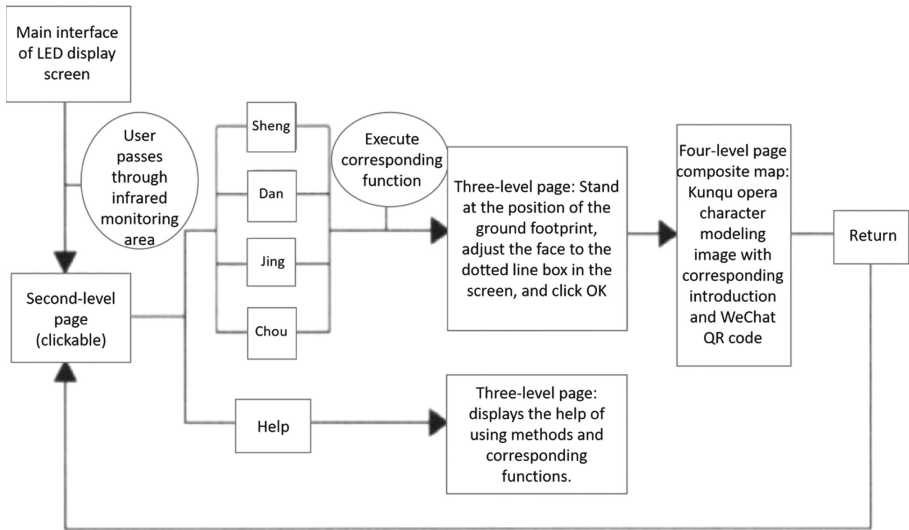 Main interface
of LED display
screen
User
passes
through
infrared
monitoring
area
Second-level
page
(clickable)
Sheng
Dan
Jing
Chou
Help
Execute
corresponding
function
Three-level page: Stand
at the position of the
ground footprint,
adjust the face to the
dotted line box in the
screen, and click OK
Three-level page:
displays the help of
using methods and
corresponding
functions.
Four-level page
composite map:
Kunqu opera
character
modeling
image with
corresponding
introduction
and WeChat
QR code
Return